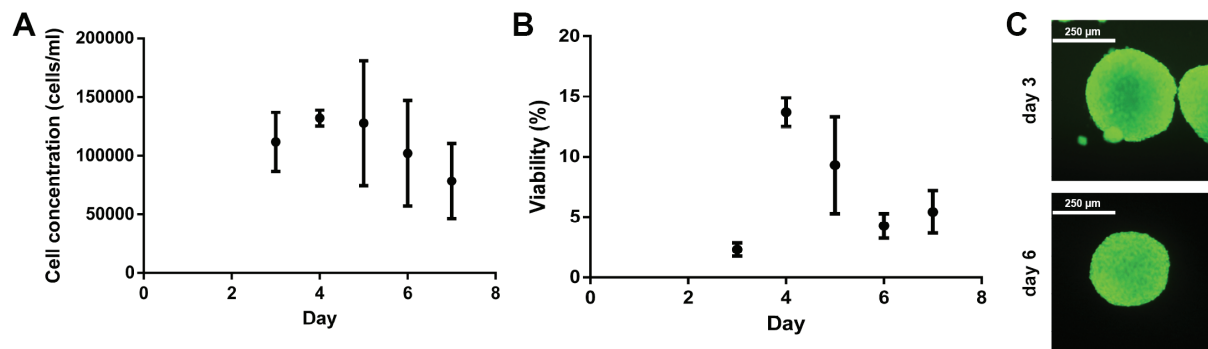 A
Cell concentration (cells/ml)
200000
150000
100000
50000
0
0 2 4 6 8
Day
B
Viability (%)
20
15
10
5
0
0 2 4 6 8
Day
C
day 3
250 µm
day 6
250 µm